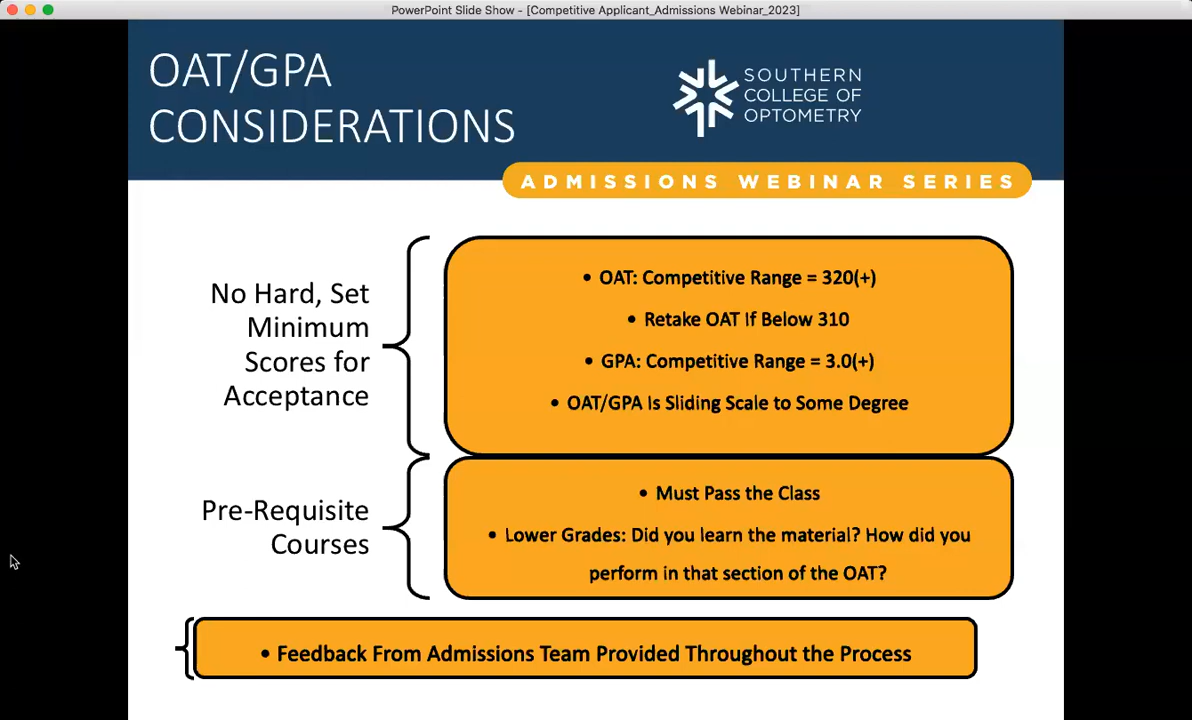 PowerPoint Slide Show - [Competitive Applicant_Admissions Webinar_2023]
OAT/GPA
CONSIDERATIONS
SOUTHERN
COLLEGE OF
OPTOMETRY
ADMISSIONS WEBINAR SERIES
No Hard, Set
Minimum
Scores for
Acceptance
• OAT: Competitive Range = 320(+)
• Retake OAT If Below 310
• GPA: Competitive Range = 3.0(+)
• OAT/GPA Is Sliding Scale to Some Degree
Pre-Requisite
Courses
• Must Pass the Class
• Lower Grades: Did you learn the material? How did you
perform in that section of the OAT?
• Feedback From Admissions Team Provided Throughout the Process